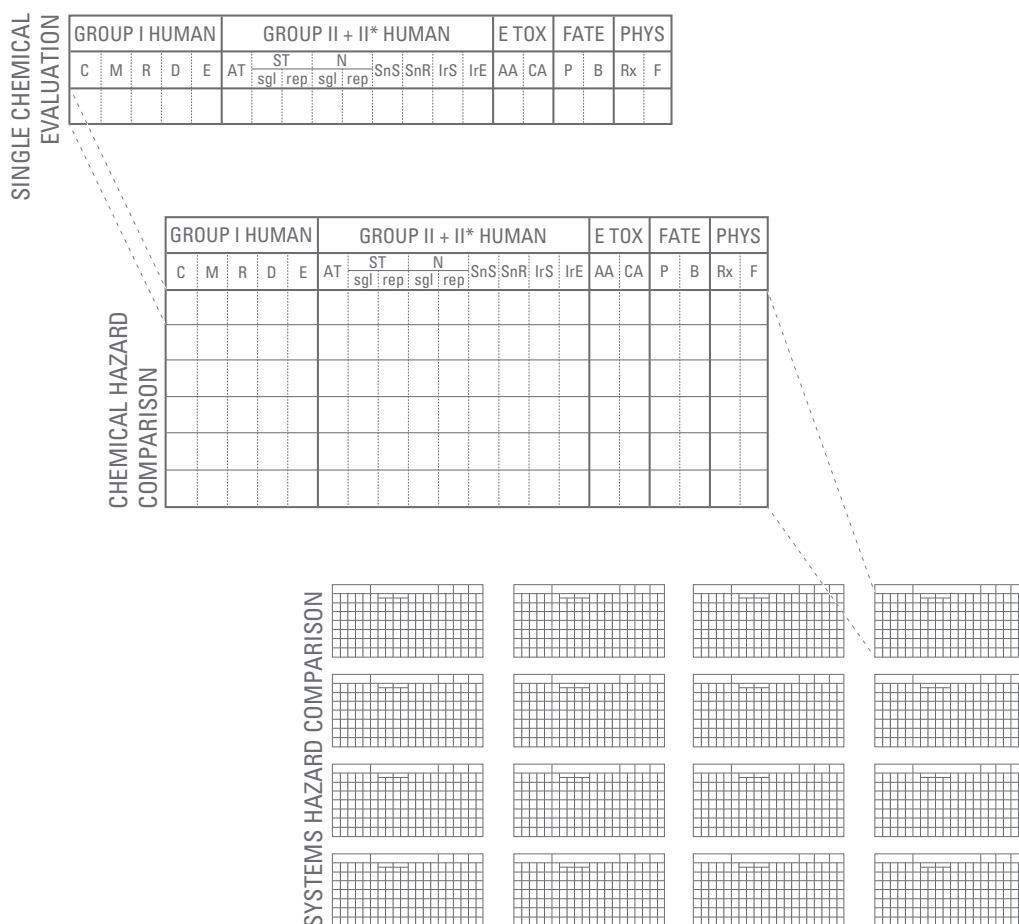 SINGLE CHEMICAL
EVALUATION
GROUP I HUMAN GROUP II + II* HUMAN E TOX FATE PHYS
C M R D E AT ST N SnS SnR IrS IrE AA CA P B Rx F
sgl rep sgl rep
CHEMICAL HAZARD
COMPARISON
GROUP I HUMAN GROUP II + II* HUMAN E TOX FATE PHYS
C M R D E AT ST N SnS SnR IrS IrE AA CA P B Rx F
sgl rep sgl rep
SYSTEMS HAZARD COMPARISON